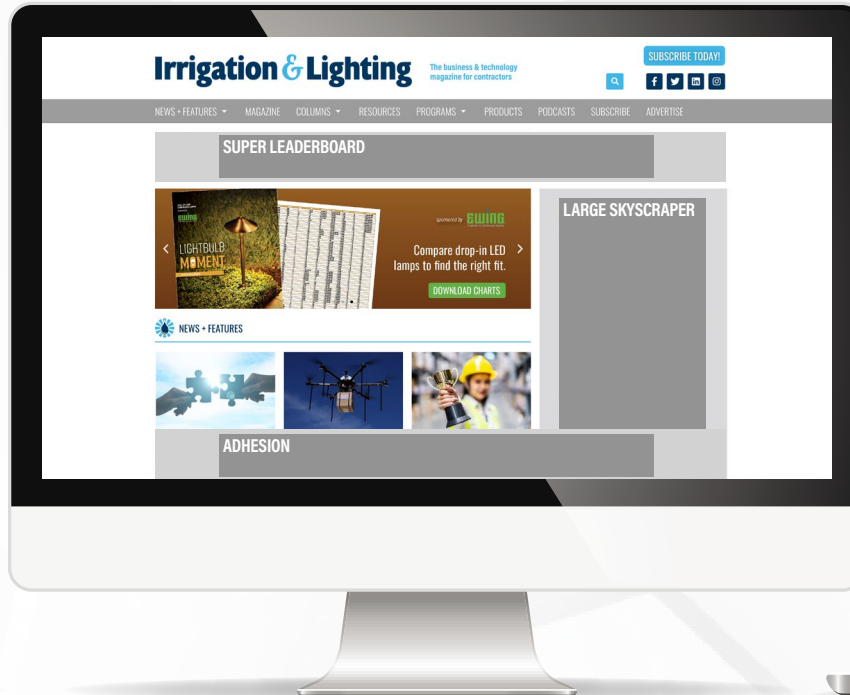 Irrigation & Lighting
The business & technology
magazine for contractors
SUBSCRIBE TODAY!
NEWS + FEATURES MAGAZINE COLUMNS RESOURCES PROGRAMS PRODUCTS PODCASTS SUBSCRIBE ADVERTISE
SUPER LEADERBOARD
EWING
LIGHTBULB
MOMENT
sponsored by EWING
Compare drop-in LED
lamps to find the right fit.
DOWNLOAD CHARTS
LARGE SKYSCRAPER
NEWS + FEATURES
ADHESION